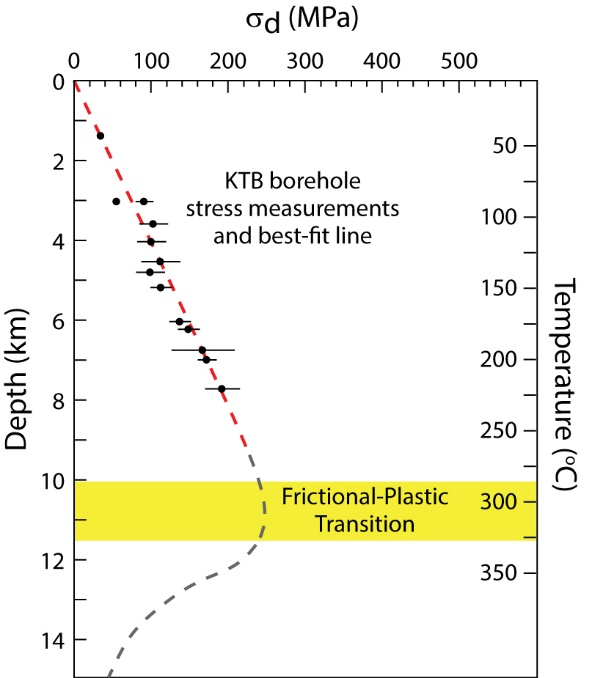 σd (MPa)
0 100 200 300 400 500
0
2
4
6
8
10
12
14
Depth (km)
KTB borehole
stress measurements
and best-fit line
Frictional-Plastic
Transition
50
100
150
200
250
300
350
Temperature (ºC)